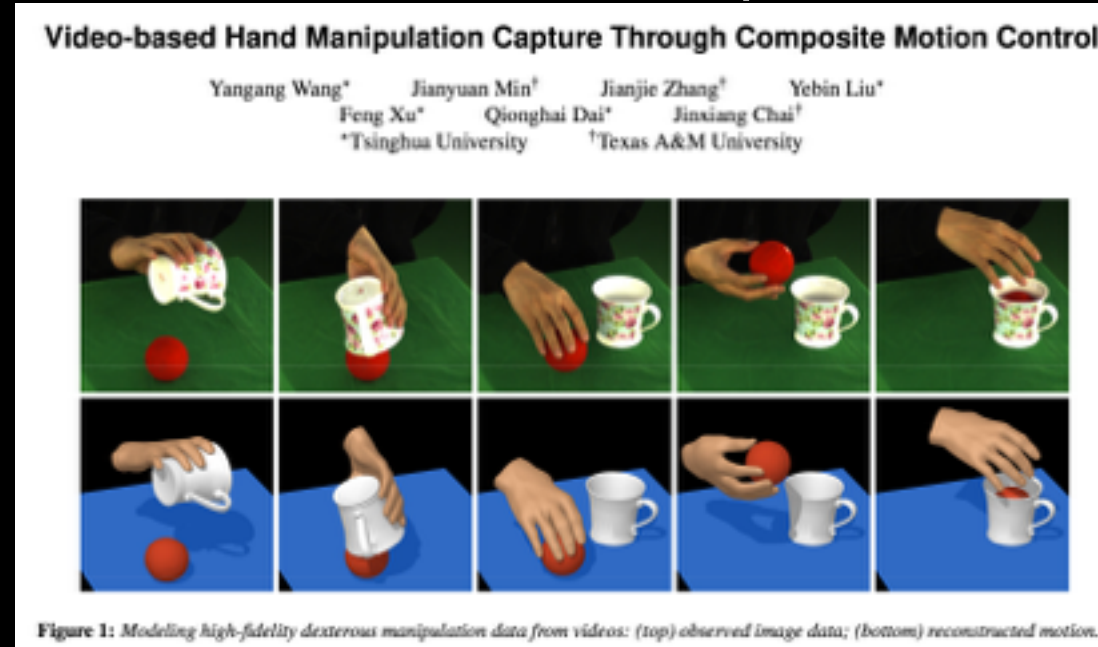 Video-based Hand Manipulation Capture Through Composite Motion Control
Yangang Wang* Jianyuan Min† Jianjie Zhang† Yebin Liu*
Feng Xu* Qionghai Dai* Jinxiang Chai†
*Tsinghua University †Texas A&M University
Figure 1: Modeling high-fidelity dexterous manipulation data from videos: (top) observed image data; (bottom) reconstructed motion.